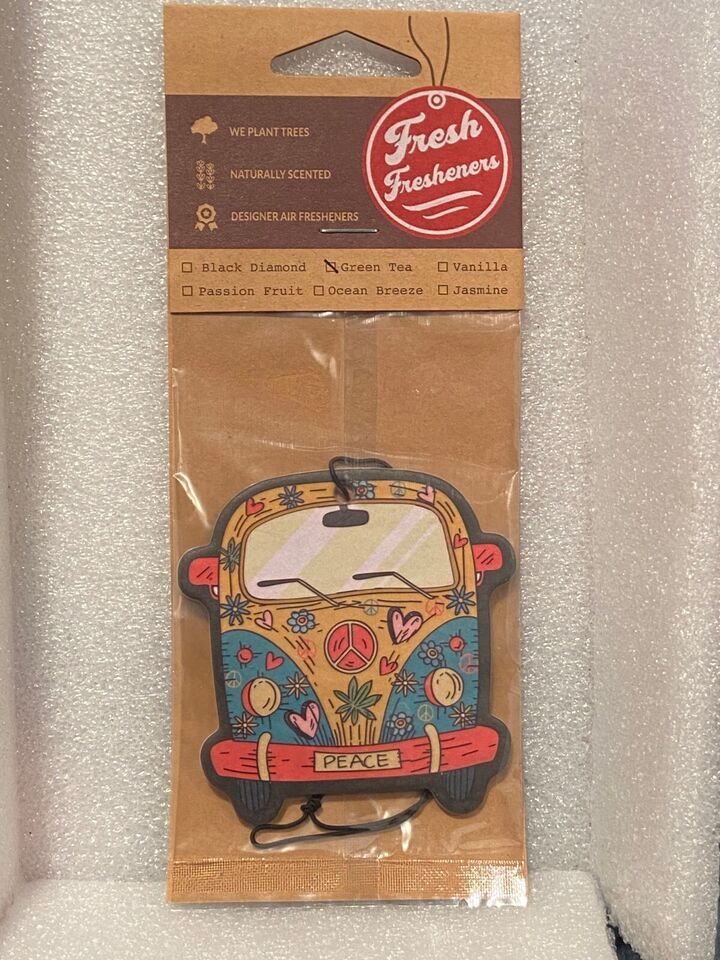 Fresh
Fresheners
WE PLANT TREES
NATURALLY SCENTED
DESIGNER AIR FRESHENERS
Black Diamond Green Tea Vanilla
Passion Fruit Ocean Breeze Jasmine
PEACE